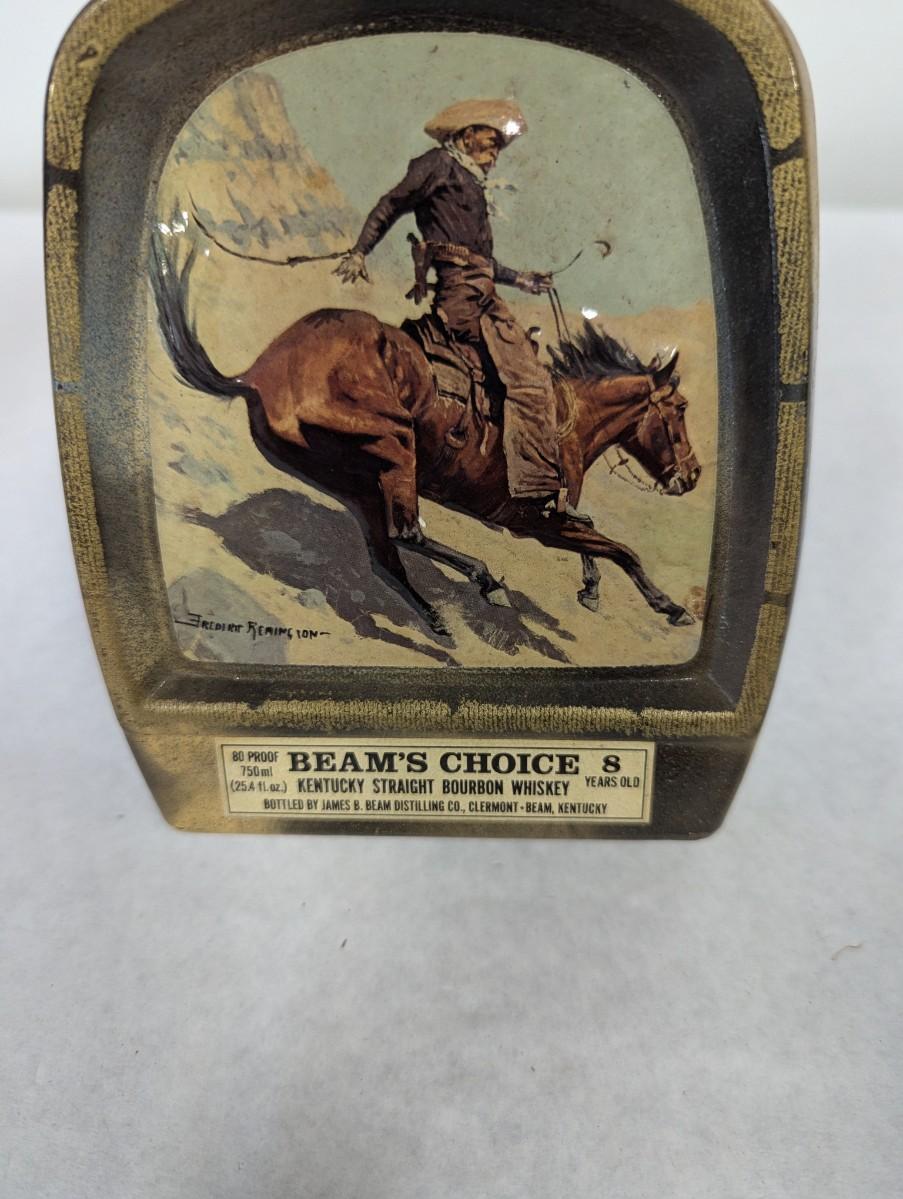 FREDERIC REMINGTON–
80 PROOF
750 ml
(25.4 fl. oz.)
BEAM'S CHOICE
8
YEARS OLD
KENTUCKY STRAIGHT BOURBON WHISKEY
BOTTLED BY JAMES B. BEAM DISTILLING CO., CLERMONT•BEAM, KENTUCKY